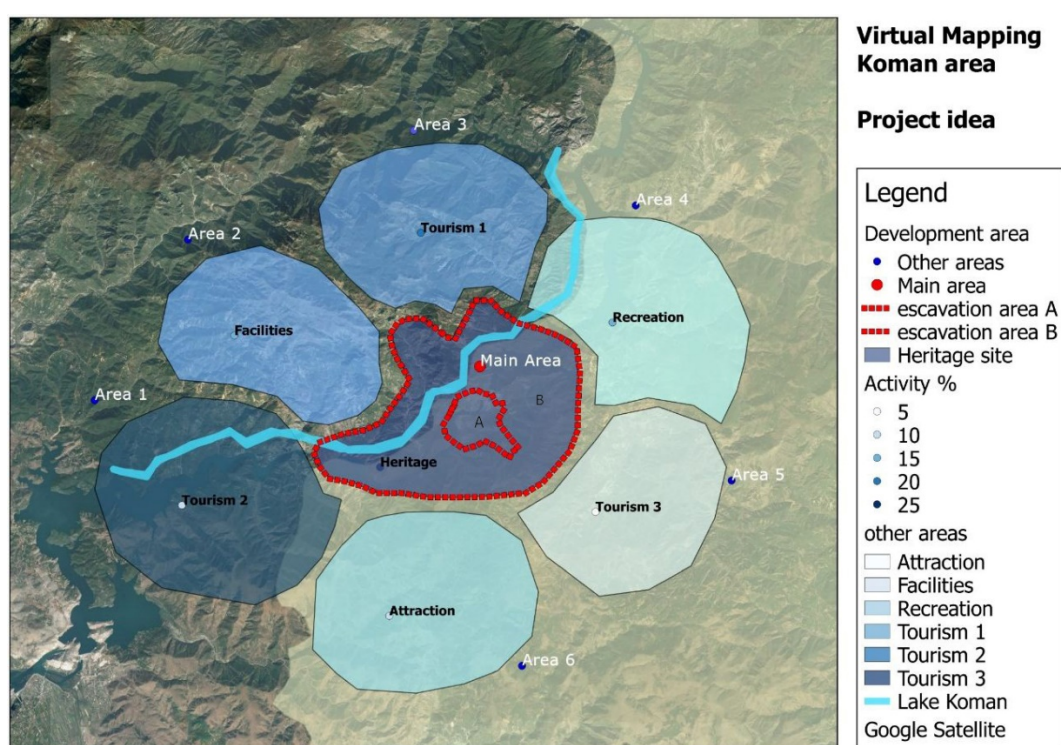 Virtual Mapping
Koman area
Project idea
Area 3
Area 4
Tourism 1
Area 2
Recreation
Facilities
Main Area
Area 1
B
A
Heritage
Area 5
Tourism 2
Tourism 3
Attraction
Area 6
Legend
Development area
Other areas
Main area
escavation area A
escavation area B
Heritage site
Activity %
5
10
15
20
25
other areas
Attraction
Facilities
Recreation
Tourism 1
Tourism 2
Tourism 3
Lake Koman
Google Satellite